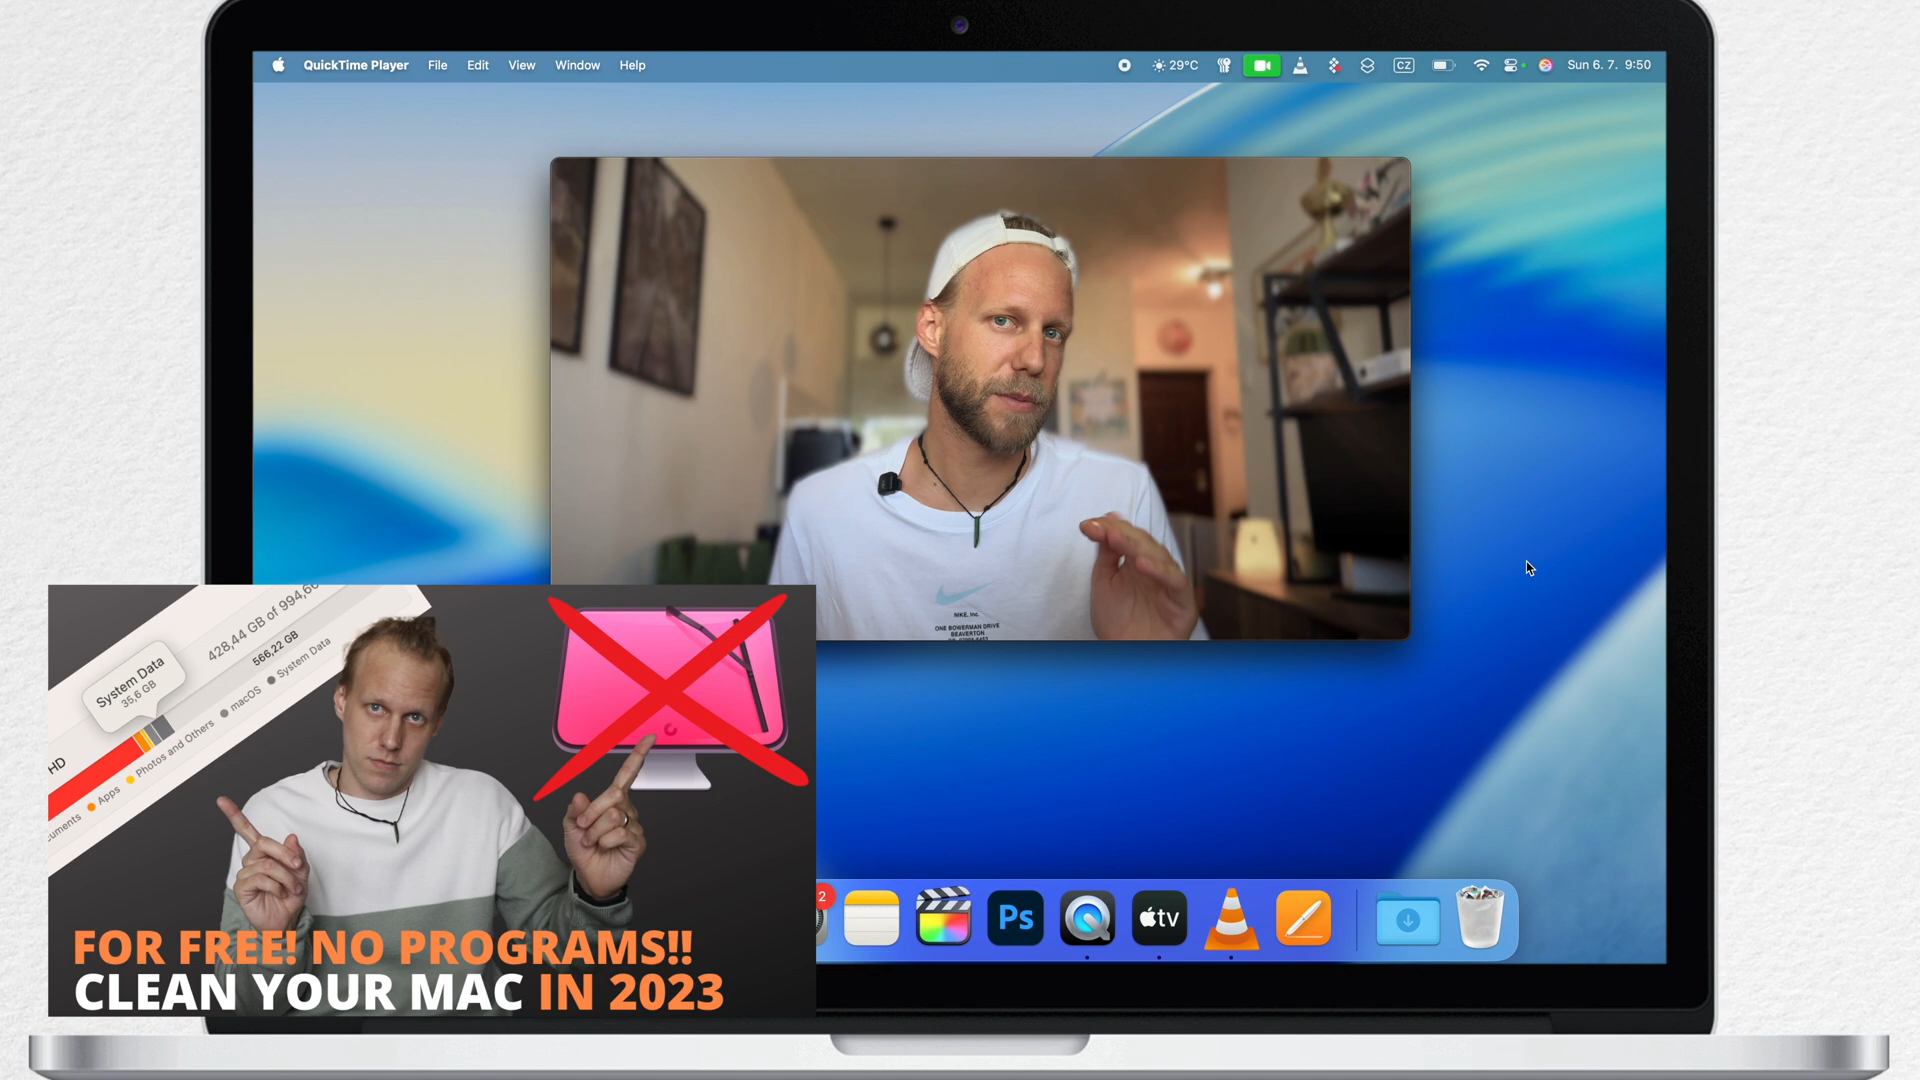 QuickTime Player File Edit View Window Help 29°C CZ Sun 6. 7. 9:50
NIKE, Inc.
ONE BOWERMAN DRIVE
BEAVERTON
428,44 GB of 994,66
566,22 GB
System Data
35,6 GB
HD
uments Apps Photos and Others macOS System Data
FOR FREE! NO PROGRAMS!!
CLEAN YOUR MAC IN 2023
2
Ps
tv